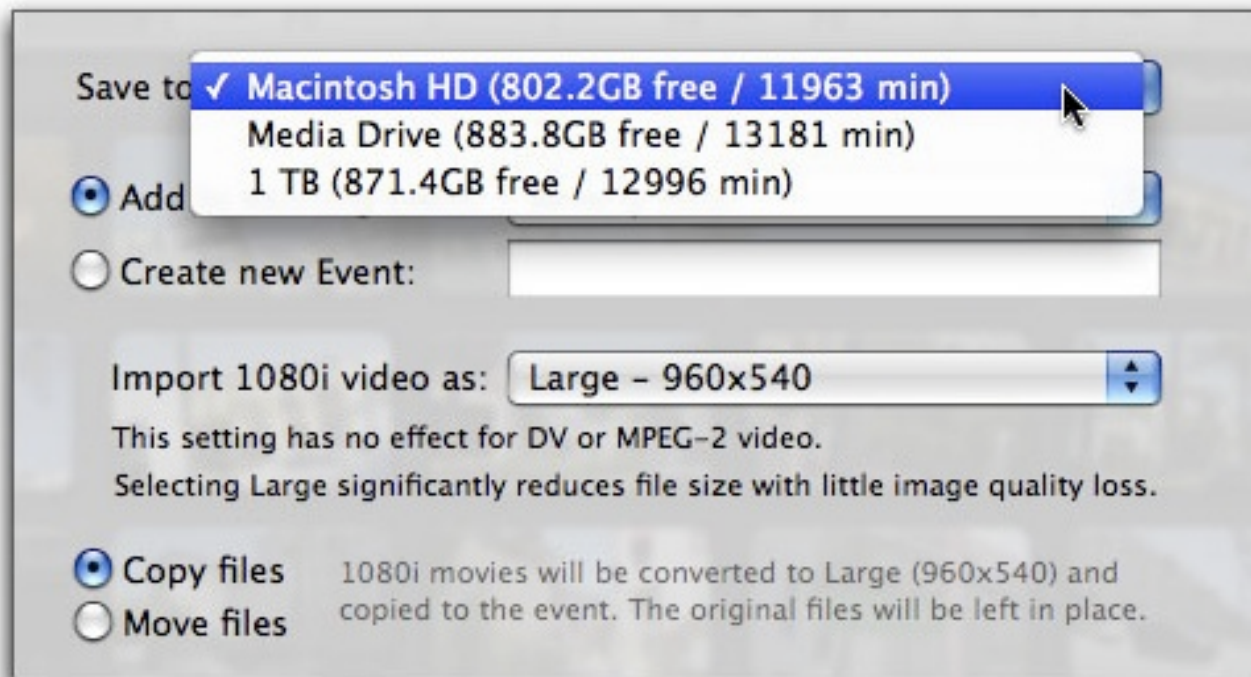 Save to
✓ Macintosh HD (802.2GB free / 11963 min)
Media Drive (883.8GB free / 13181 min)
1 TB (871.4GB free / 12996 min)
Add
Create new Event:
Import 1080i video as: Large – 960x540
This setting has no effect for DV or MPEG-2 video.
Selecting Large significantly reduces file size with little image quality loss.
Copy files
1080i movies will be converted to Large (960x540) and
copied to the event. The original files will be left in place.
Move files